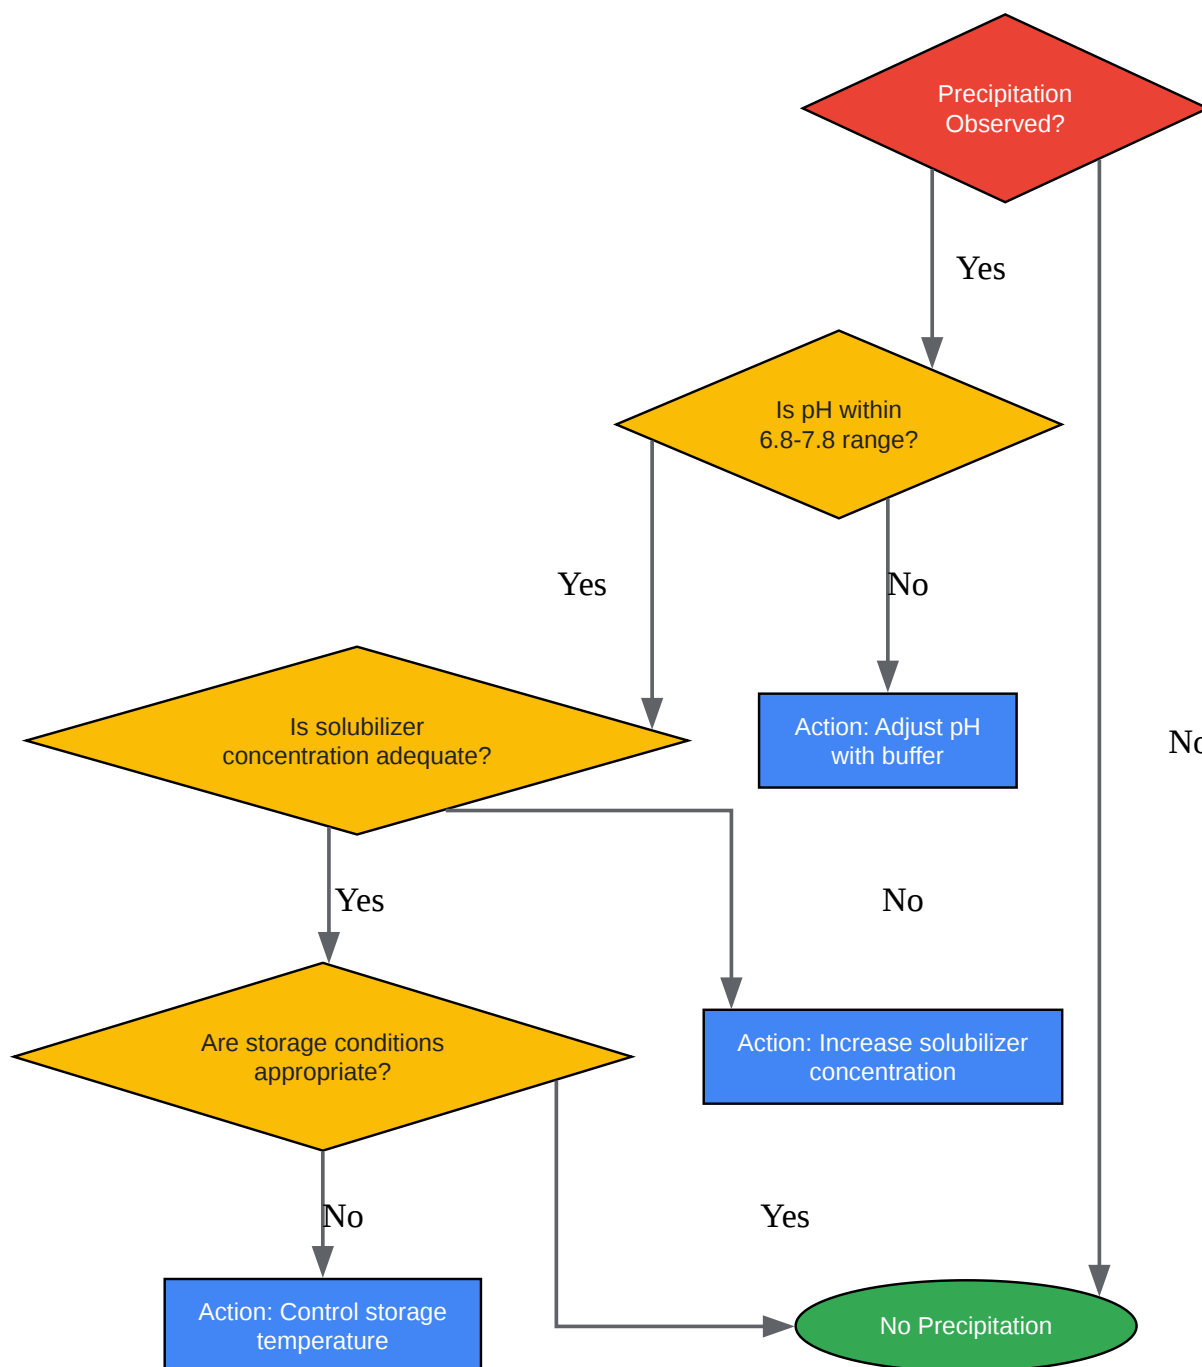 Precipitation
Observed?
Yes
Is pH within
6.8-7.8 range?
Yes
No
Is solubilizer
concentration adequate?
Action: Adjust pH
with buffer
No
Yes
No
Are storage conditions
appropriate?
Action: Increase solubilizer
concentration
No
Yes
Action: Control storage
temperature
No Precipitation